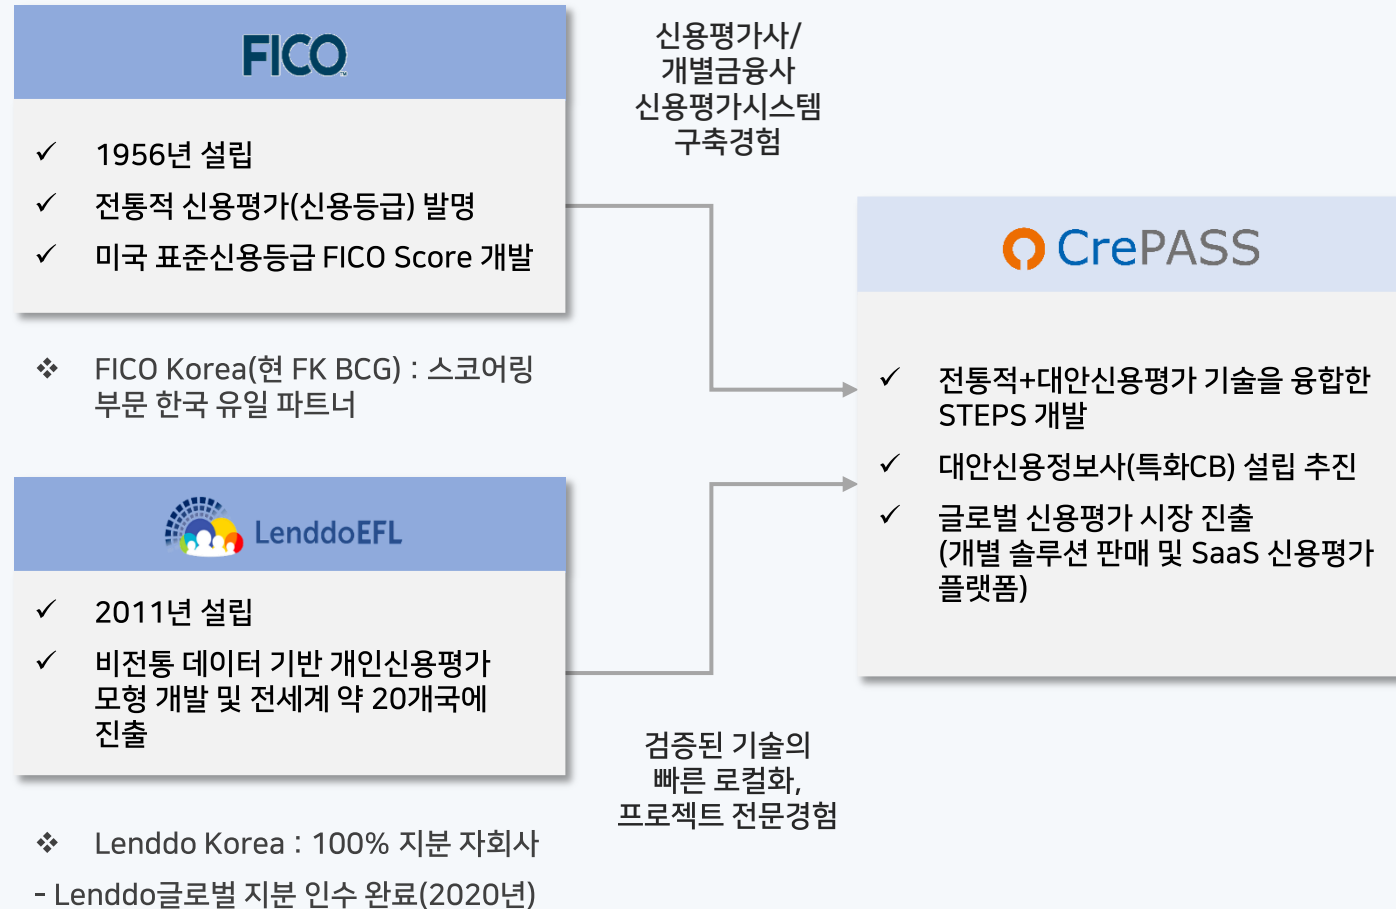 FICO™
✓ 1956년 설립
✓ 전통적 신용평가(신용등급) 발명
✓ 미국 표준신용등급 FICO Score 개발
❖ FICO Korea(현 FK BCG) : 스코어링
부문 한국 유일 파트너
LenddoEFL
✓ 2011년 설립
✓ 비전통 데이터 기반 개인신용평가
모형 개발 및 전세계 약 20개국에
진출
❖ Lenddo Korea : 100% 지분 자회사
- Lenddo글로벌 지분 인수 완료(2020년)
신용평가사/
개별금융사
신용평가시스템
구축경험
검증된 기술의
빠른 로컬화,
프로젝트 전문경험
CrePASS
✓ 전통적+대안신용평가 기술을 융합한
STEPS 개발
✓ 대안신용정보사(특화CB) 설립 추진
✓ 글로벌 신용평가 시장 진출
(개별 솔루션 판매 및 SaaS 신용평가
플랫폼)